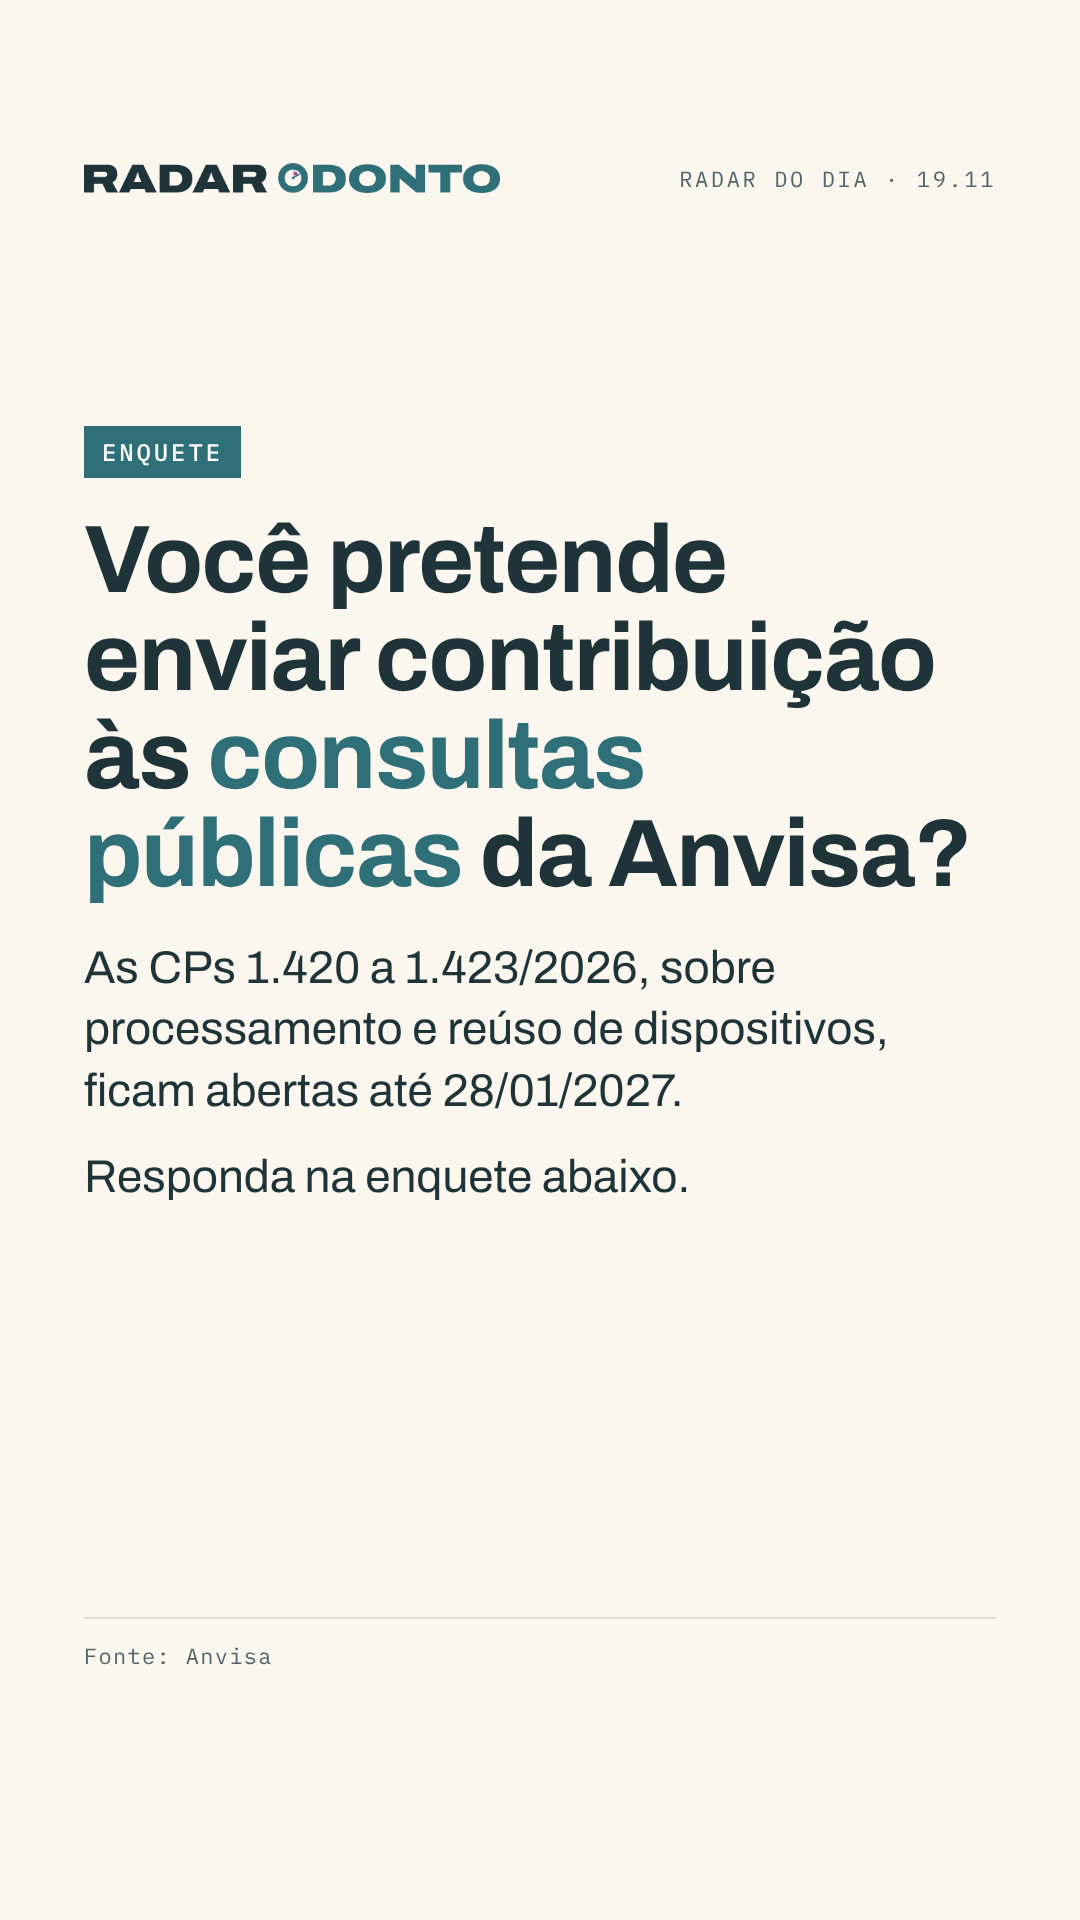 RADAR ODONTO
RADAR DO DIA · 19.11
ENQUETE
Você pretende
enviar contribuição
às consultas
públicas da Anvisa?
As CPs 1.420 a 1.423/2026, sobre
processamento e reúso de dispositivos,
ficam abertas até 28/01/2027.
Responda na enquete abaixo.
Fonte: Anvisa